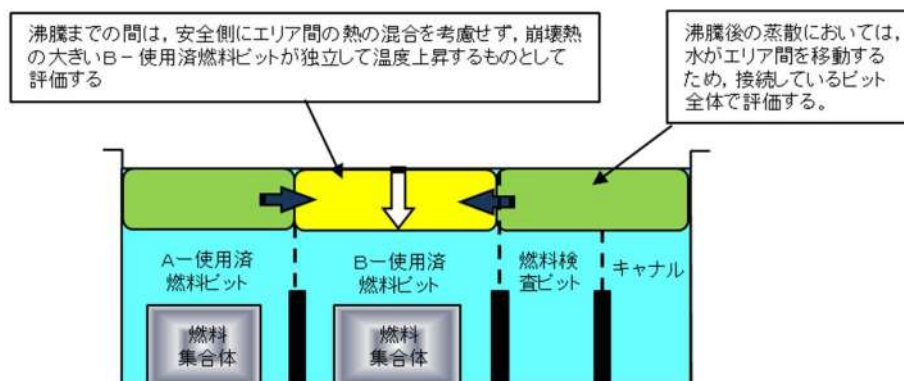 沸騰までの間は，安全側にエリア間の熱の混合を考慮せず，崩壊熱
の大きいB－使用済燃料ピットが独立して温度上昇するものとして
評価する
沸騰後の蒸散においては，
水がエリア間を移動する
ため，接続しているピット
全体で評価する。
A－使用済
燃料ピット
B－使用済
燃料ピット
燃料検
査ピット
キャナル
燃料
集合体
燃料
集合体